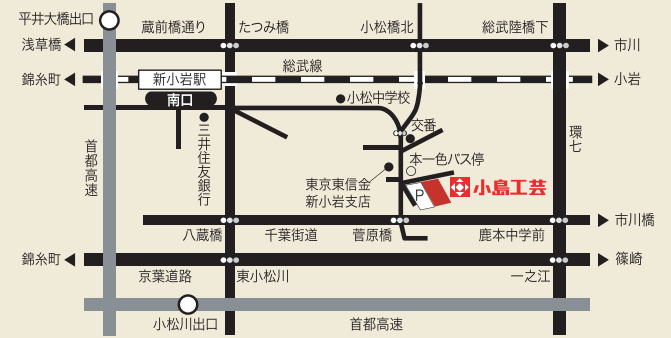 平井大橋出口
蔵前橋通り
たつみ橋
小松橋北
総武陸橋下
浅草橋
市川
総武線
錦糸町
新小岩駅
小岩
南口
小松中学校
交番
首都高速
三井住友銀行
環七
本一色バス停
東京東信金
新小岩支店
P
小島工芸
市川橋
八蔵橋
千葉街道
菅原橋
鹿本中学前
錦糸町
篠崎
京葉道路
東小松川
一之江
小松川出口
首都高速